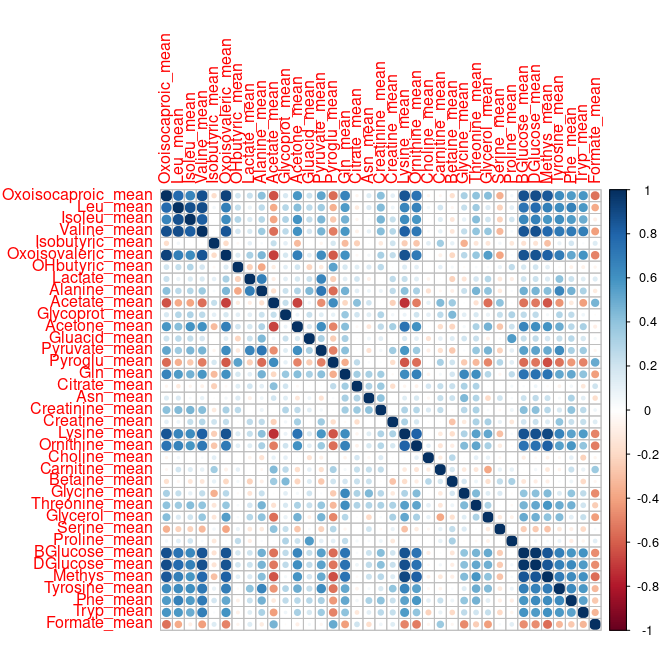 Oxoisocaproic_mean
Leu_mean
Isoleu_mean
Valine_mean
Isobutyric_mean
Oxoisovaleric_mean
OHbutyric_mean
Lactate_mean
Alanine_mean
Acetate_mean
Glycoprot_mean
Acetone_mean
Gluacid_mean
Pyruvate_mean
Pyroglu_mean
Gln_mean
Citrate_mean
Asn_mean
Creatinine_mean
Creatine_mean
Lysine_mean
Ornithine_mean
Choline_mean
Carnitine_mean
Betaine_mean
Glycine_mean
Threonine_mean
Glycerol_mean
Serine_mean
Proline_mean
BGlucose_mean
DGlucose_mean
Methys_mean
Tyrosine_mean
Phe_mean
Tryp_mean
Formate_mean
Oxoisocaproic_mean
Leu_mean
Isoleu_mean
Valine_mean
Isobutyric_mean
Oxoisovaleric_mean
OHbutyric_mean
Lactate_mean
Alanine_mean
Acetate_mean
Glycoprot_mean
Acetone_mean
Gluacid_mean
Pyruvate_mean
Pyroglu_mean
Gln_mean
Citrate_mean
Asn_mean
Creatinine_mean
Creatine_mean
Lysine_mean
Ornithine_mean
Choline_mean
Carnitine_mean
Betaine_mean
Glycine_mean
Threonine_mean
Glycerol_mean
Serine_mean
Proline_mean
BGlucose_mean
DGlucose_mean
Methys_mean
Tyrosine_mean
Phe_mean
Tryp_mean
Formate_mean
1
0.8
0.6
0.4
0.2
0
-0.2
-0.4
-0.6
-0.8
-1